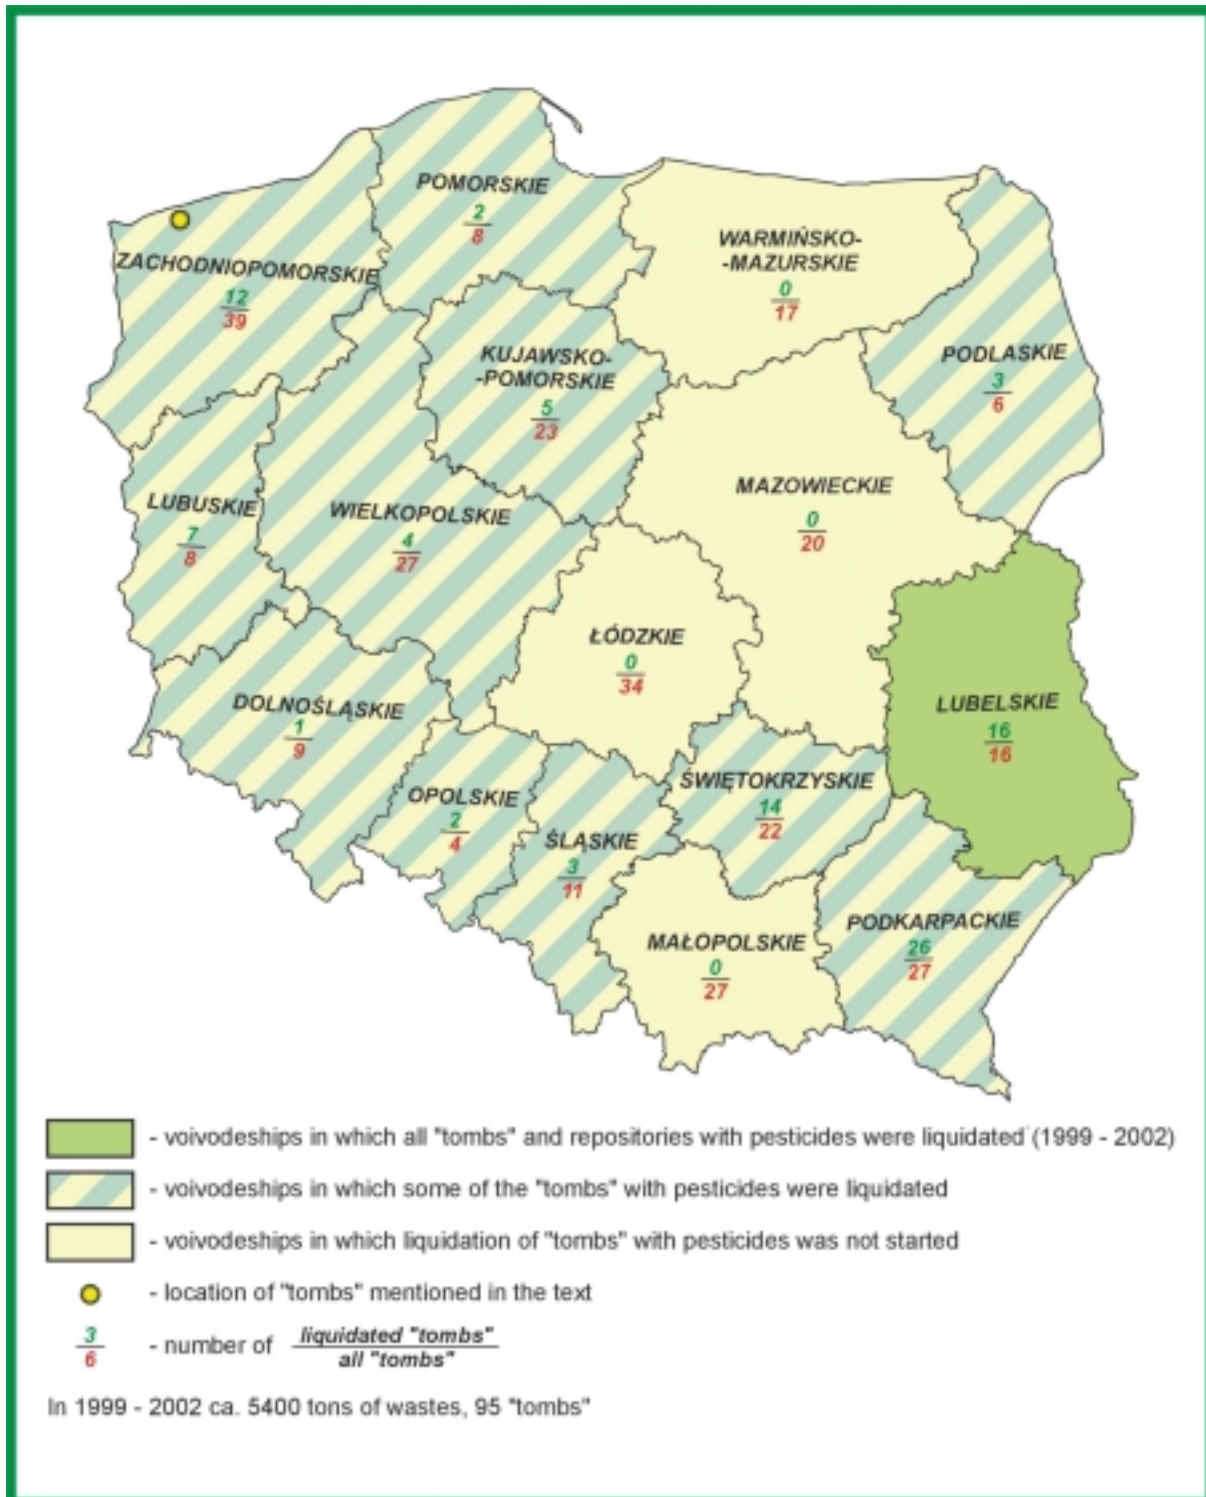 POMORSKIE
2
8
WARMIŃSKO-
-MAZURSKIE
0
17
ZACHODNIOPOMORSKIE
12
39
KUJAWSKO-
-POMORSKIE
5
23
PODLASKIE
3
6
MAZOWIECKIE
0
20
LUBUSKIE
7
8
WIELKOPOLSKIE
4
27
ŁÓDZKIE
0
34
DOLNOŚLĄSKIE
1
9
LUBELSKIE
16
16
OPOLSKIE
2
4
ŚWIĘTOKRZYSKIE
14
22
ŚLĄSKIE
3
11
MAŁOPOLSKIE
0
27
PODKARPACKIE
26
27
- voivodeships in which all "tombs" and repositories with pesticides were liquidated (1999 - 2002)
- voivodeships in which some of the "tombs" with pesticides were liquidated
- voivodeships in which liquidation of "tombs" with pesticides was not started
- location of "tombs" mentioned in the text
3
6
- number of
liquidated "tombs"
all "tombs"
In 1999 - 2002 ca. 5400 tons of wastes, 95 "tombs"